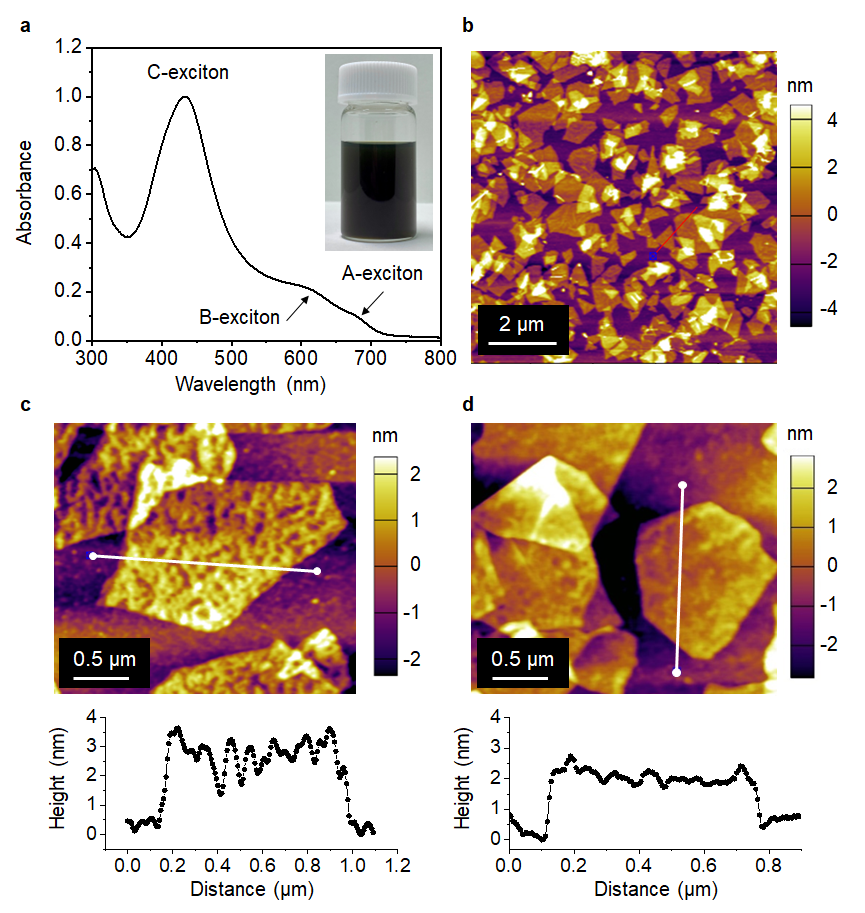 a
1.2
1.0
0.8
0.6
0.4
0.2
0.0
Absorbance
C-exciton
B-exciton
A-exciton
300 400 500 600 700 800
Wavelength (nm)
b
2 µm
nm
4
2
0
-2
-4
c
0.5 µm
nm
2
1
0
-1
-2
4
3
2
1
0
Height (nm)
0.0 0.2 0.4 0.6 0.8 1.0 1.2
Distance (µm)
d
0.5 µm
nm
2
1
0
-1
-2
4
3
2
1
0
Height (nm)
0.0 0.2 0.4 0.6 0.8
Distance (µm)